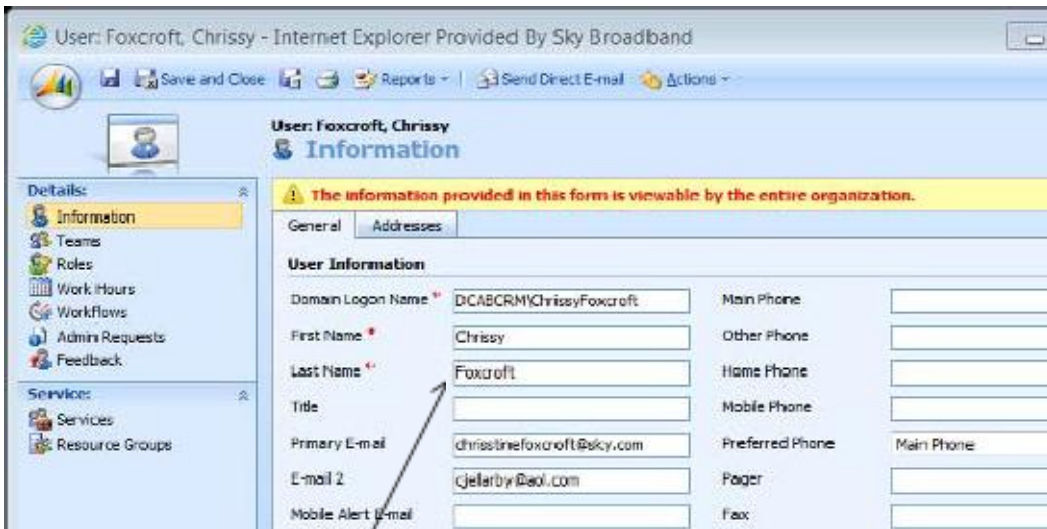 User: Foxcroft, Chrissy - Internet Explorer Provided By Sky Broadband
Save and Close Reports Send Direct E-mail Actions
User: Foxcroft, Chrissy
Information
Details:
Information
Teams
Roles
Work Hours
Workflows
Admin Requests
Feedback
Service:
Services
Resource Groups
The information provided in this form is viewable by the entire organization.
General Addresses
User Information
Domain Logon Name * DCABCRM\ChrissyFoxcroft Main Phone
First Name * Chrissy Other Phone
Last Name * Foxcroft Home Phone
Title Mobile Phone
Primary E-mail chrisstinefoxcroft@sky.com Preferred Phone Main Phone
E-mail 2 cjellarby@aol.com Pager
Mobile Alert E-mail Fax